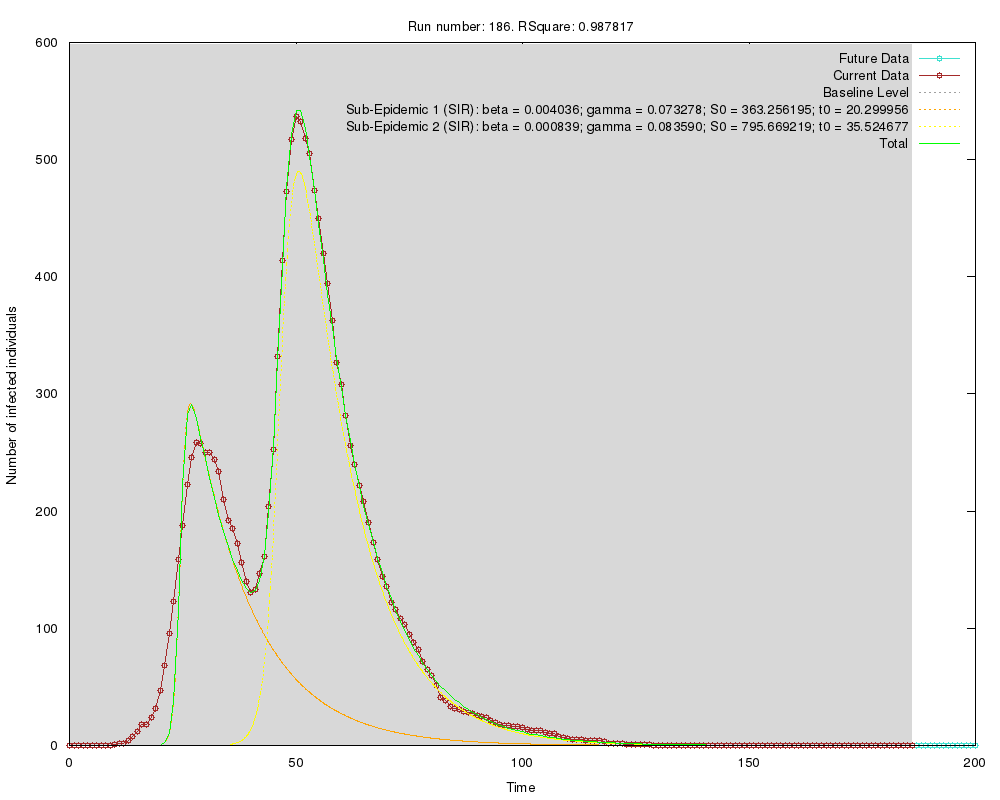 Run number: 186. RSquare: 0.987817
600
500
400
300
200
100
0
Number of infected individuals
Future Data
Current Data
Baseline Level
Sub-Epidemic 1 (SIR): beta = 0.004036; gamma = 0.073278; S0 = 363.256195; t0 = 20.299956
Sub-Epidemic 2 (SIR): beta = 0.000839; gamma = 0.083590; S0 = 795.669219; t0 = 35.524677
Total
0 50 100 150 200
Time